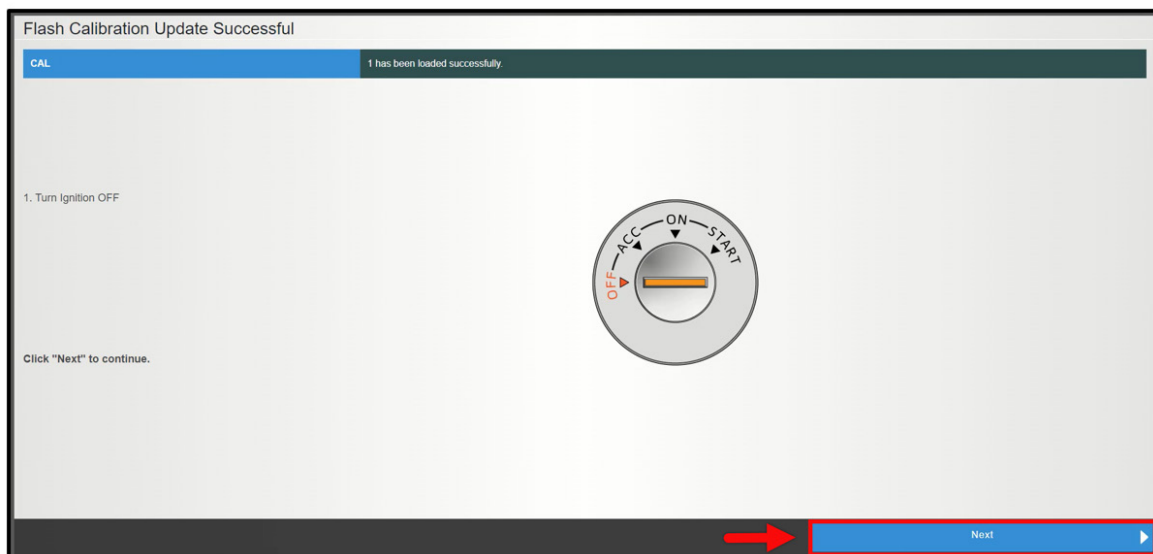 Flash Calibration Update Successful
CAL
1 has been loaded successfully.
1. Turn Ignition OFF
OFF
ACC
ON
START
Click "Next" to continue.
Next